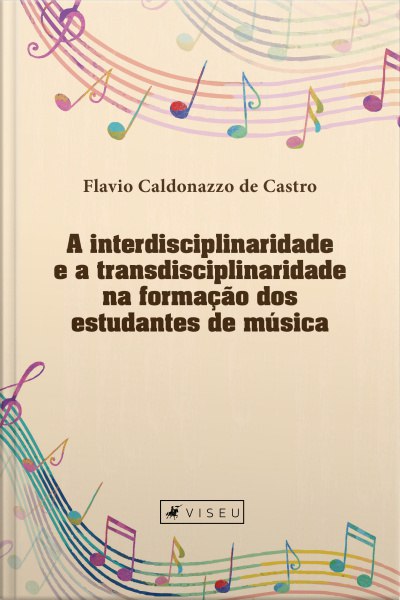 Flavio Caldonazzo de Castro
A interdisciplinaridade
e a transdisciplinaridade
na formação dos
estudantes de música
VISEU